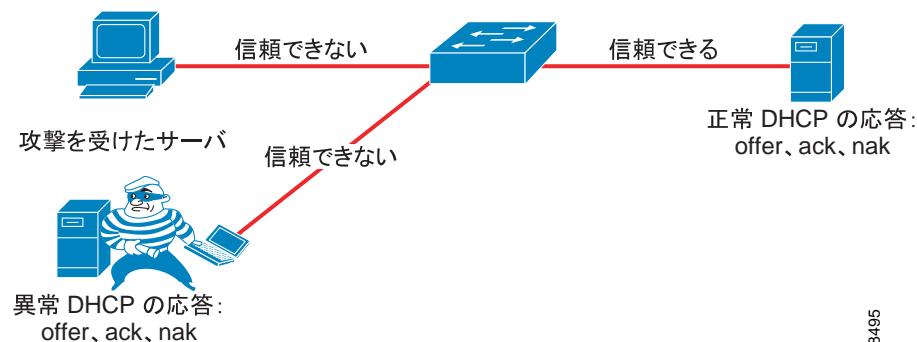 信頼できない
信頼できる
攻撃を受けたサーバ
正常 DHCP の応答:
offer、ack、nak
信頼できない
異常 DHCP の応答:
offer、ack、nak